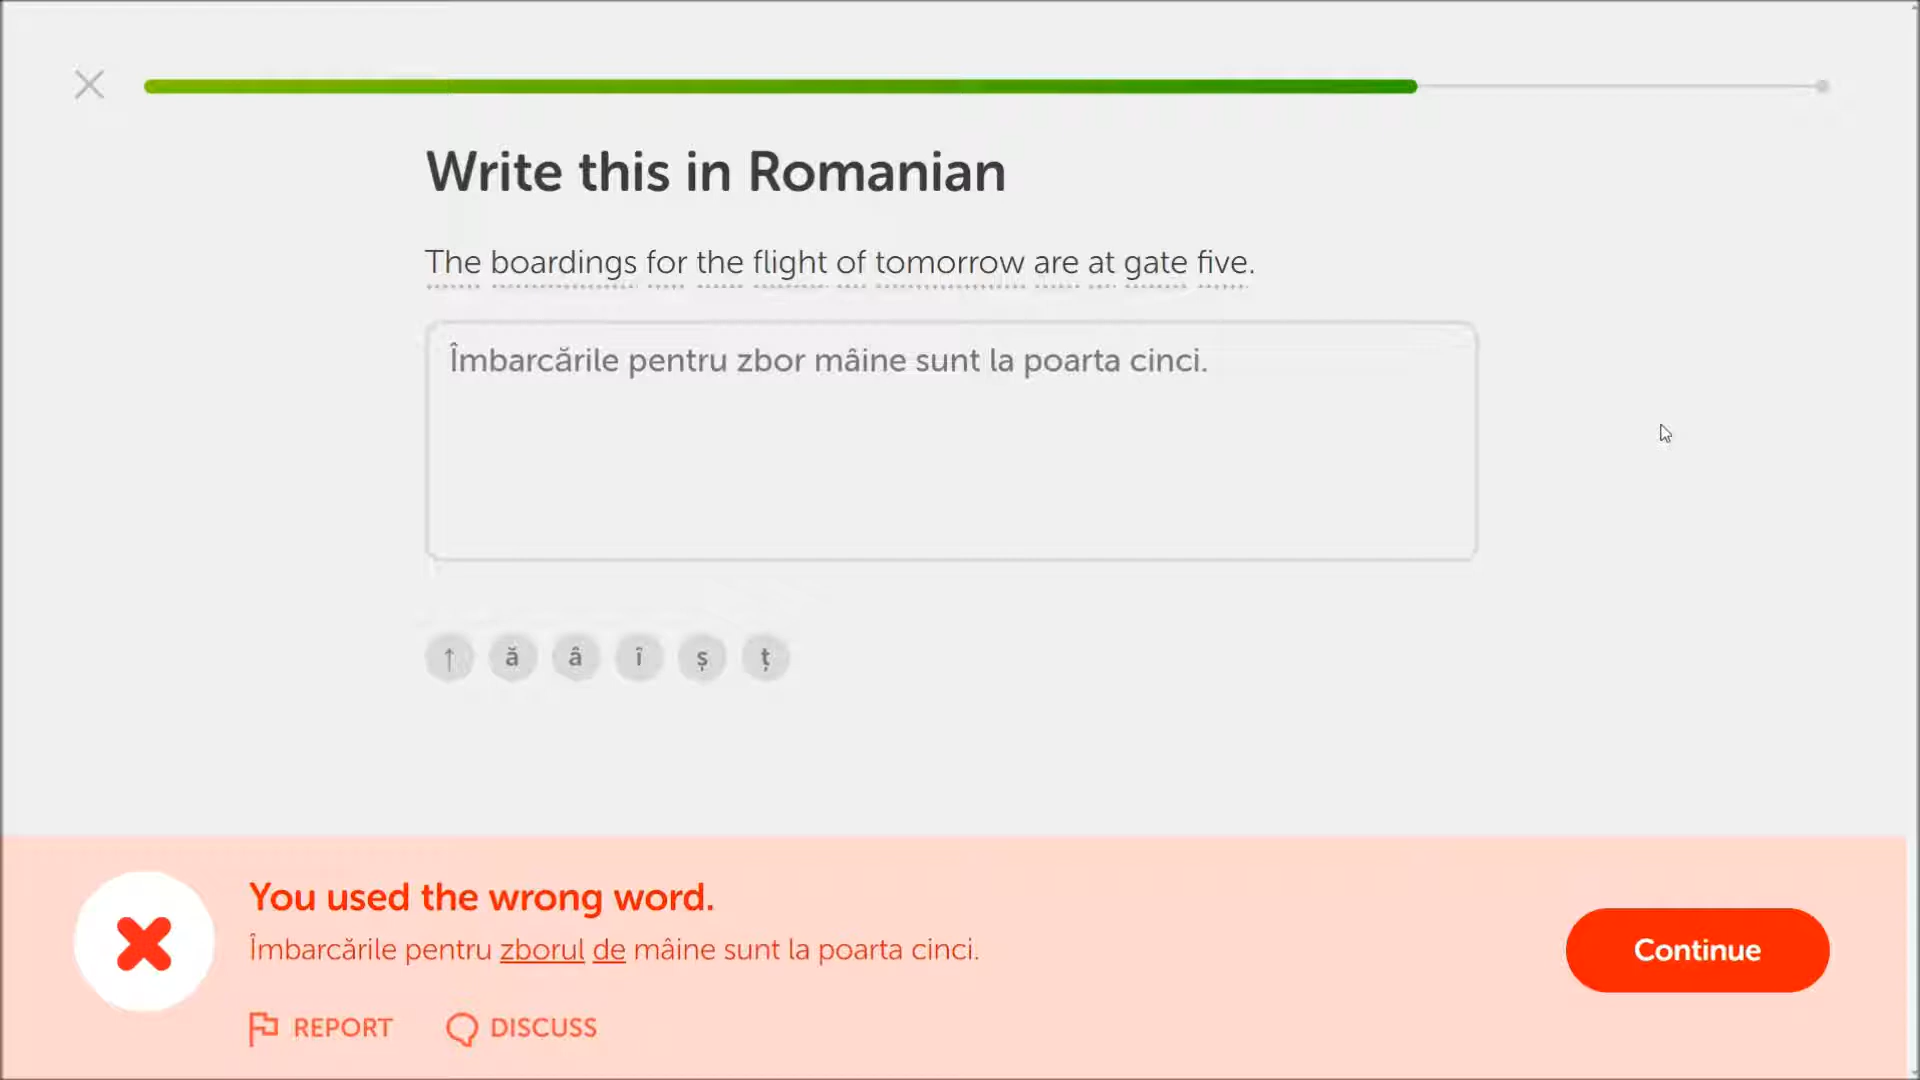 Write this in Romanian
The boardings for the flight of tomorrow are at gate five.
Îmbarcările pentru zbor mâine sunt la poarta cinci.
↑ ă â î ș ț
You used the wrong word.
Îmbarcările pentru zborul de mâine sunt la poarta cinci.
Continue
REPORT DISCUSS